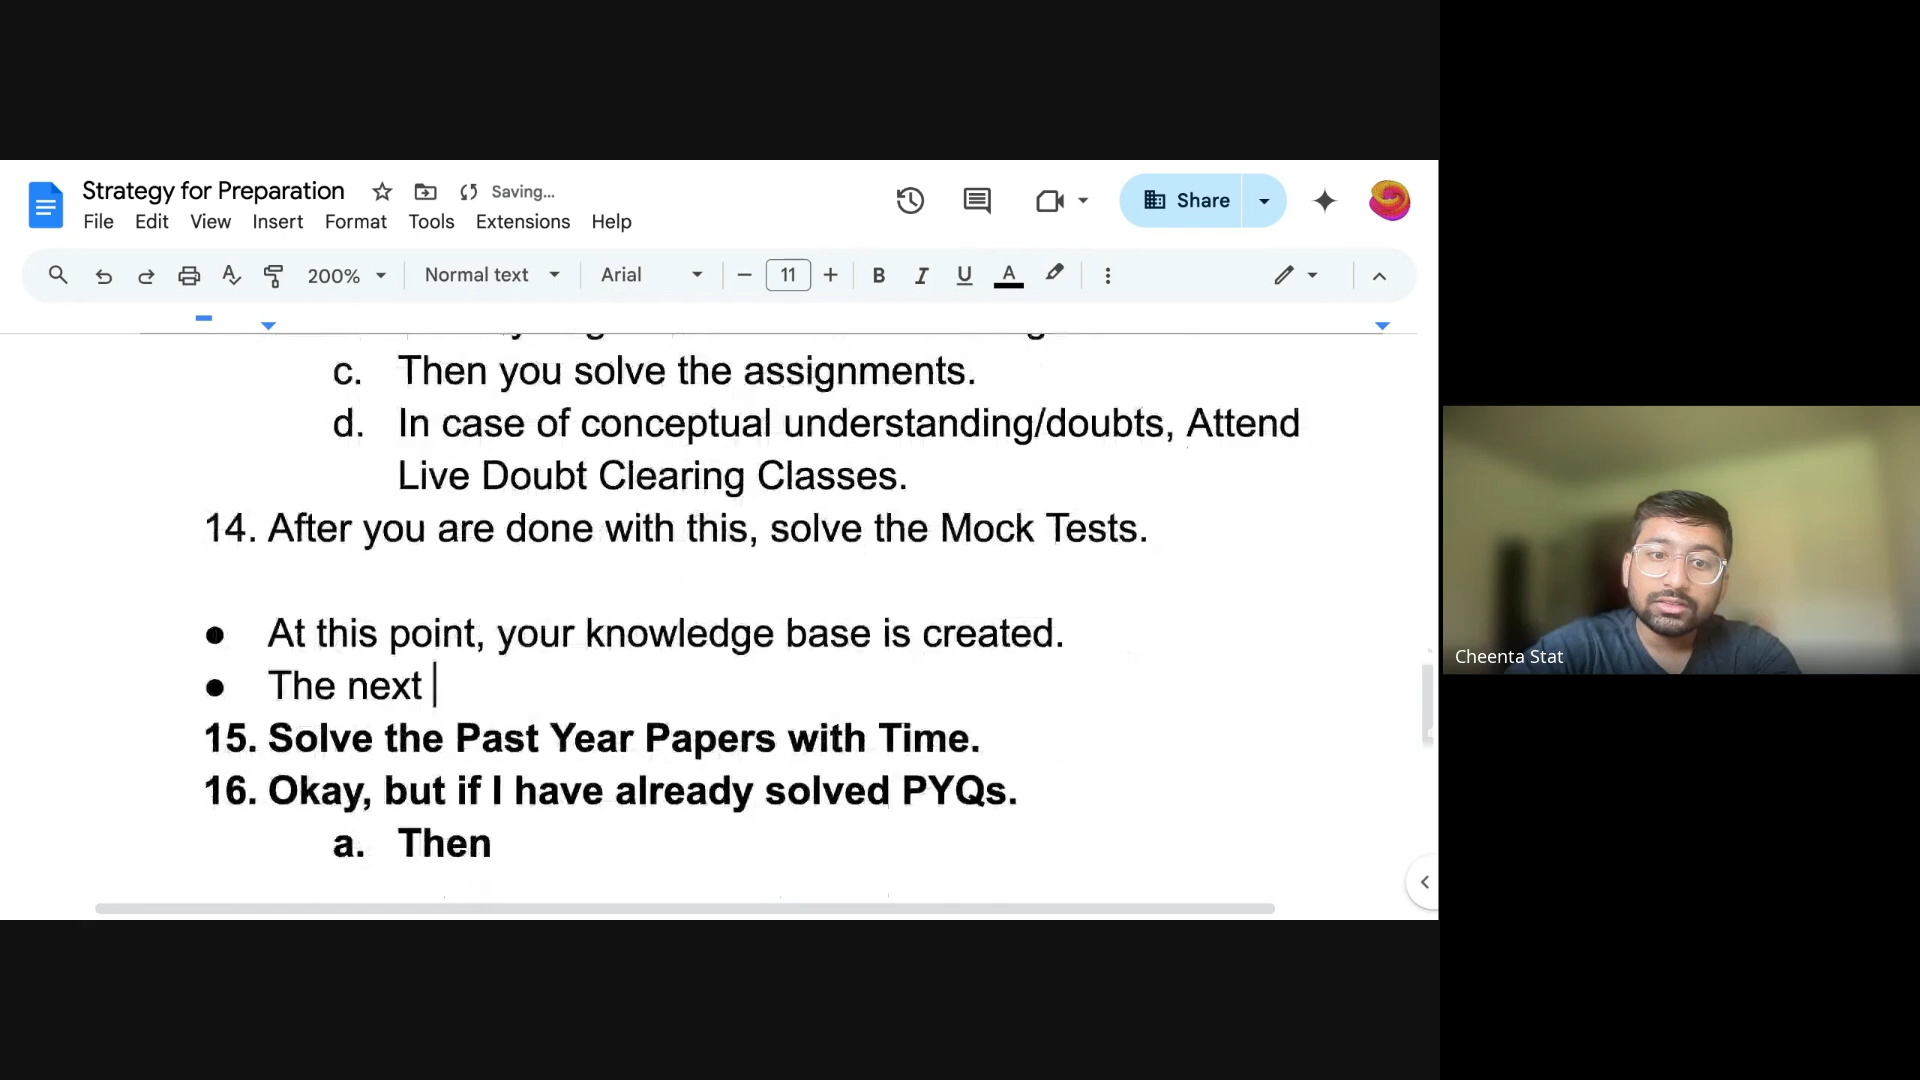 Strategy for Preparation
Saving...
File Edit View Insert Format Tools Extensions Help
Share
200% Normal text Arial 11 B I U A
c. Then you solve the assignments.
d. In case of conceptual understanding/doubts, Attend
Live Doubt Clearing Classes.
14. After you are done with this, solve the Mock Tests.
● At this point, your knowledge base is created.
● The next
15. Solve the Past Year Papers with Time.
16. Okay, but if I have already solved PYQs.
a. Then
Cheenta Stat